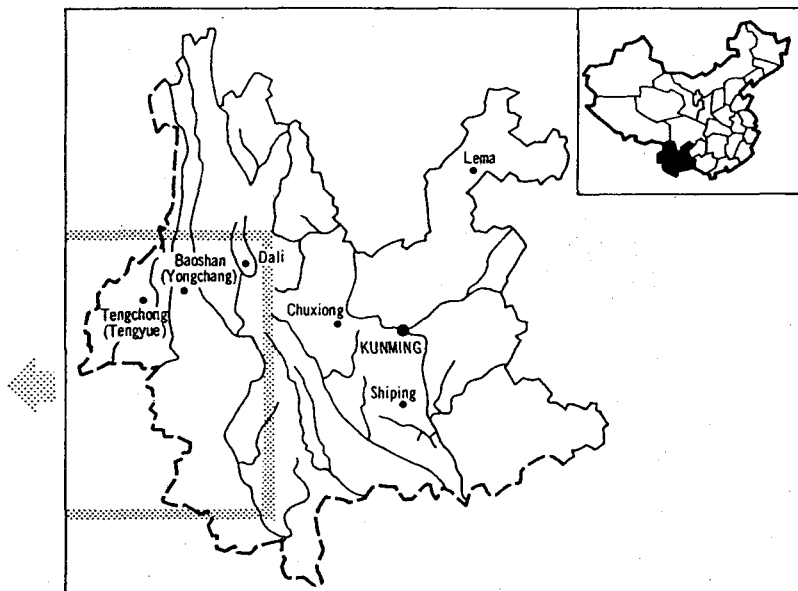 Lema
Baoshan
(Yongchang)
Dali
Tengchong
(Tengyue)
Chuxiong
KUNMING
Shiping